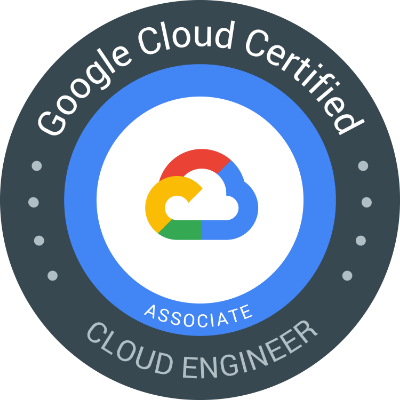 Google Cloud Certified
ASSOCIATE
CLOUD ENGINEER